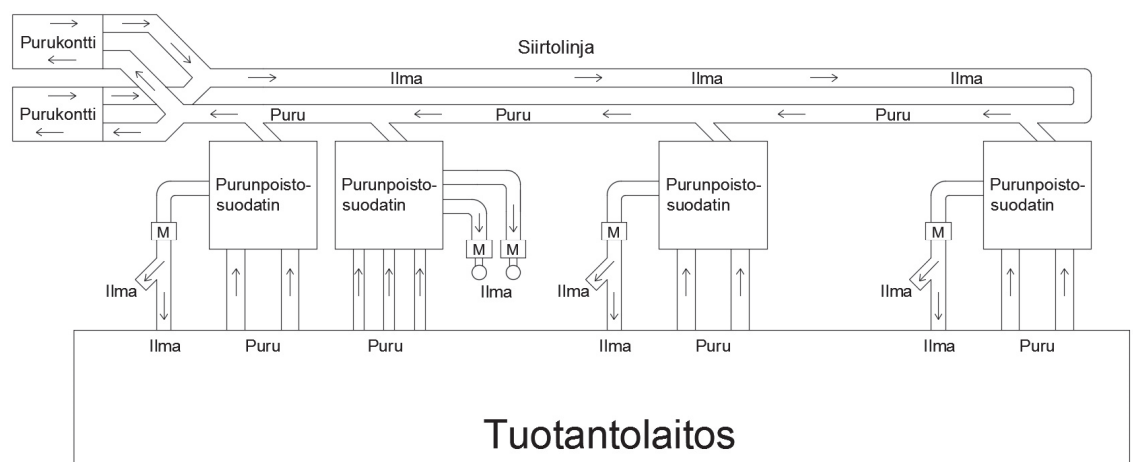 Purukontti
Siirtolinja
Ilma
Ilma
Ilma
Purukontti
Puru
Puru
Puru
Purunpoisto-
suodatin
Purunpoisto-
suodatin
Purunpoisto-
suodatin
Purunpoisto-
suodatin
M
M
M
M
M
Ilma
Ilma
Ilma
Ilma
Ilma
Puru
Puru
Ilma
Puru
Ilma
Puru
Tuotantolaitos